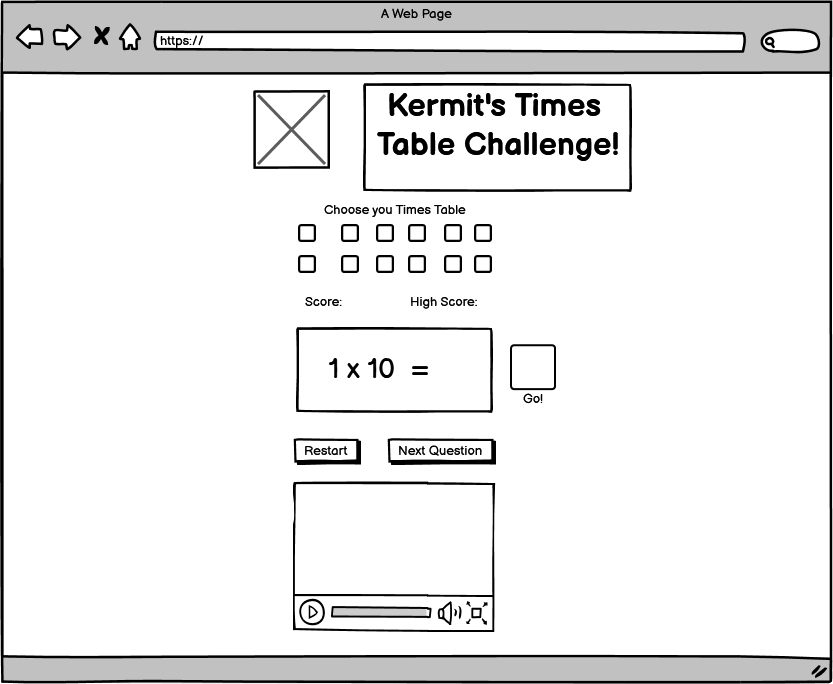 A Web Page
https://
Kermit's Times
Table Challenge!
Choose you Times Table
Score: High Score:
1 x 10 =
Go!
Restart Next Question